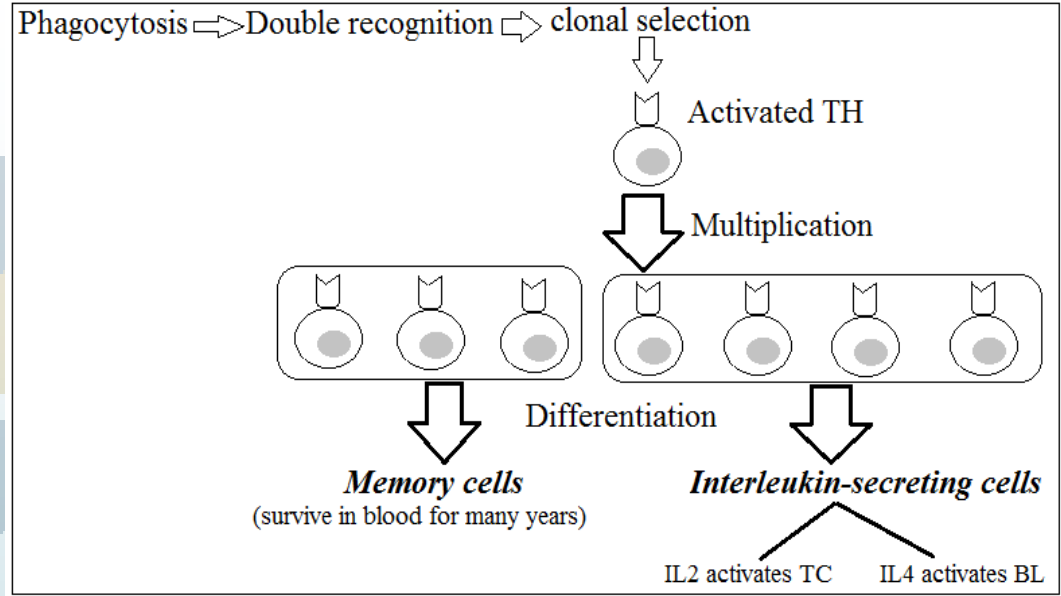 Phagocytosis Double recognition clonal selection
Activated TH
Multiplication
Differentiation
Memory cells
(survive in blood for many years)
Interleukin-secreting cells
IL2 activates TC
IL4 activates BL